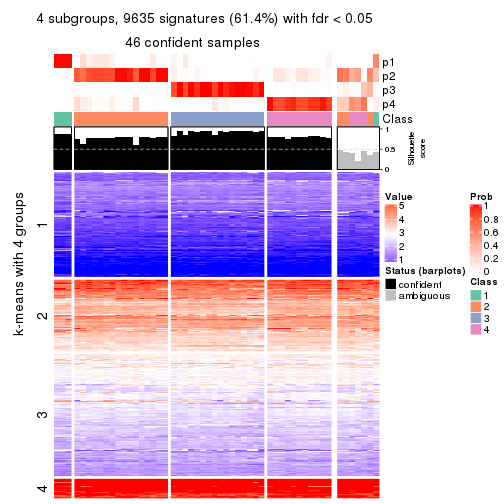 4 subgroups, 9635 signatures (61.4%) with fdr < 0.05
46 confident samples
p1
p2
p3
p4
Class
1
0.5
0
Silhouette
score
k-means with 4 groups
1
2
3
4
Value
5
4
3
2
1
Status (barplots)
confident
ambiguous
Prob
1
0.8
0.6
0.4
0.2
0
Class
1
2
3
4